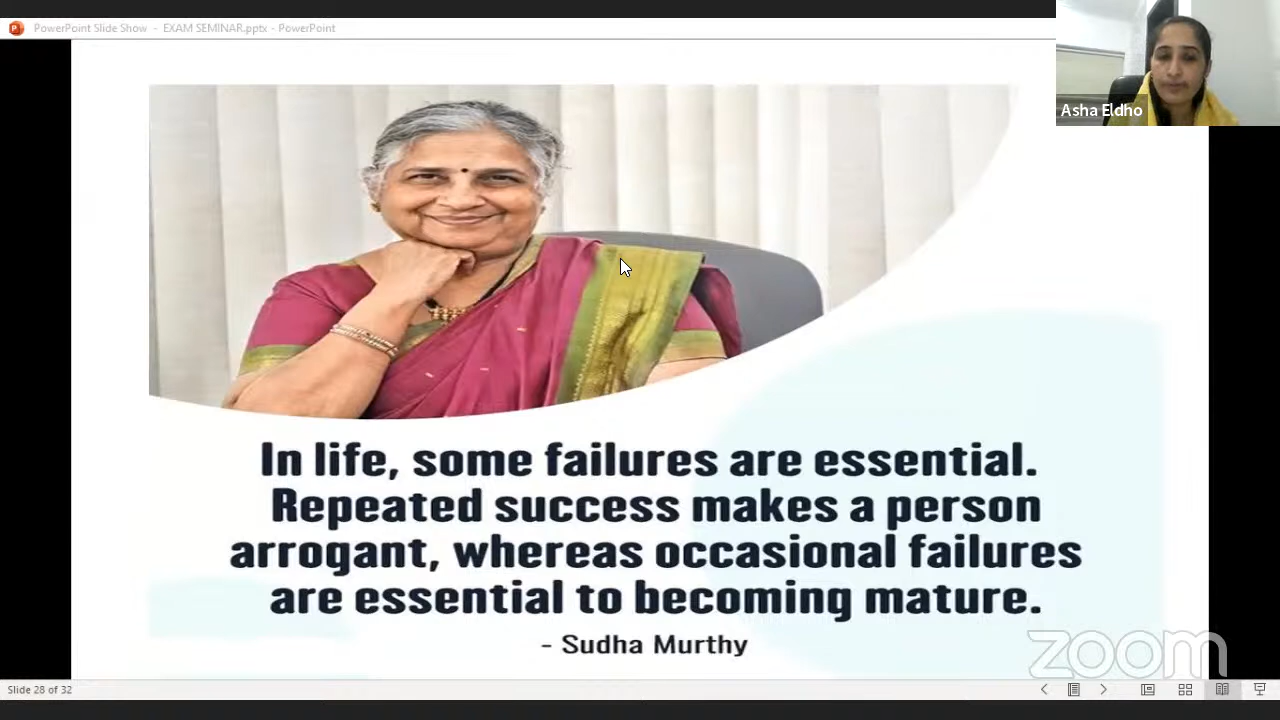 PowerPoint Slide Show - EXAM SEMINAR.pptx - PowerPoint
Asha Eldho
In life, some failures are essential.
Repeated success makes a person
arrogant, whereas occasional failures
are essential to becoming mature.
- Sudha Murthy
zoom
Slide 28 of 32